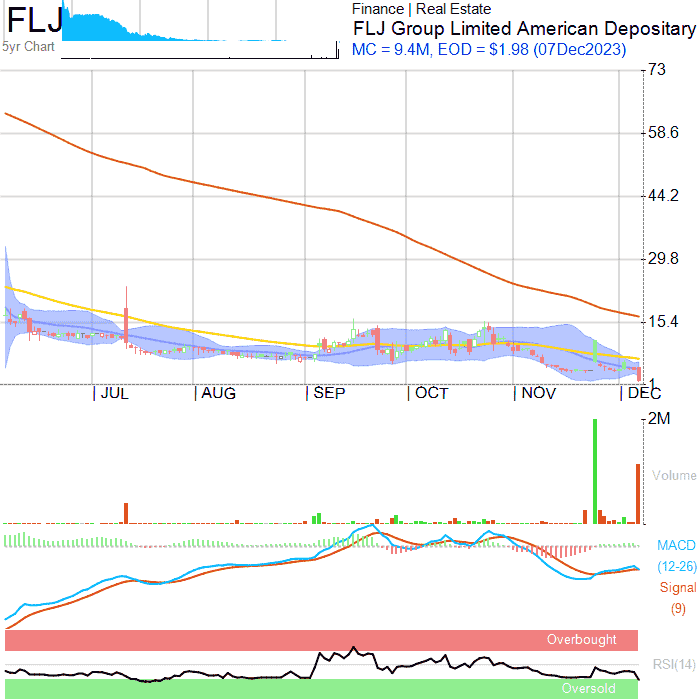 FLJ
5yr Chart
Finance | Real Estate
FLJ Group Limited American Depositary
MC = 9.4M, EOD = $1.98 (07Dec2023)
73
58.6
44.2
29.8
15.4
1
JUL AUG SEP OCT NOV DEC
2M
Volume
MACD
(12-26)
Signal
(9)
Overbought
RSI(14)
Oversold